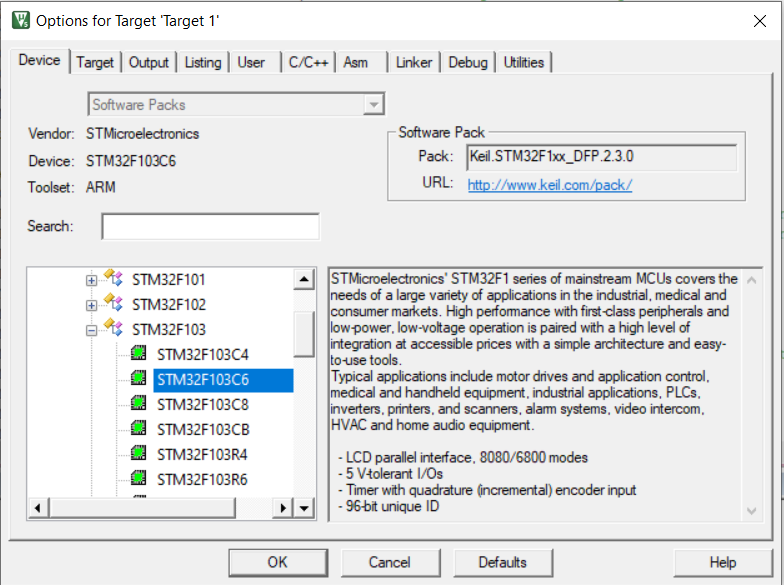 Options for Target 'Target 1'
Device Target Output Listing User C/C++ Asm Linker Debug Utilities
Software Packs
Vendor: STMicroelectronics
Device: STM32F103C6
Toolset: ARM
Software Pack
Pack: Keil.STM32F1xx_DFP.2.3.0
URL: http://www.keil.com/pack/
Search:
STM32F101
STM32F102
STM32F103
STM32F103C4
STM32F103C6
STM32F103C8
STM32F103CB
STM32F103R4
STM32F103R6
STMicroelectronics' STM32F1 series of mainstream MCUs covers the
needs of a large variety of applications in the industrial, medical and
consumer markets. High performance with first-class peripherals and
low-power, low-voltage operation is paired with a high level of
integration at accessible prices with a simple architecture and easy-
to-use tools.
Typical applications include motor drives and application control,
medical and handheld equipment, industrial applications, PLCs,
inverters, printers, and scanners, alarm systems, video intercom,
HVAC and home audio equipment.
- LCD parallel interface, 8080/6800 modes
- 5 V-tolerant I/Os
- Timer with quadrature (incremental) encoder input
- 96-bit unique ID
OK Cancel Defaults Help